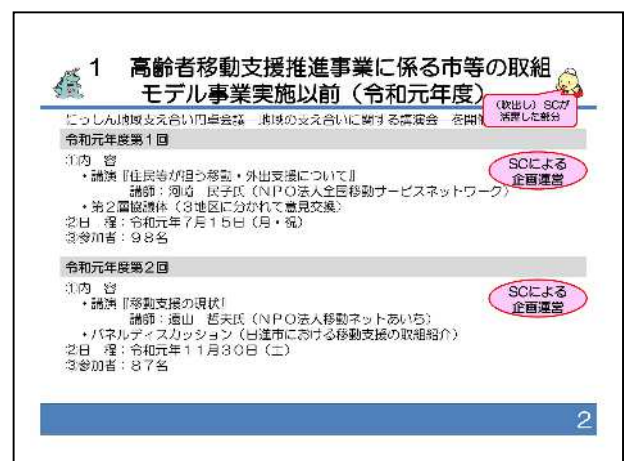 1 高齢者移動支援推進事業に係る市等の取組
モデル事業実施以前（令和元年度）
（吹出し）SCが
活躍した部分
にっしん地域支え合い円卓会議 地域の支え合いに関する講演会 を開催
令和元年度第1回
①内 容
・講演『住民等が担う移動・外出支援について』
講師：河崎 民子氏（NPO法人全国移動サービスネットワーク）
・第2層協議体（3地区に分かれて意見交換）
②日 程：令和元年7月15日（月・祝）
③参加者：98名
SCによる
企画運営
令和元年度第2回
①内 容
・講演『移動支援の現状』
講師：遠山 哲夫氏（NPO法人移動ネットあいち）
・パネルディスカッション（日進市における移動支援の取組紹介）
②日 程：令和元年11月30日（土）
③参加者：87名
SCによる
企画運営
2